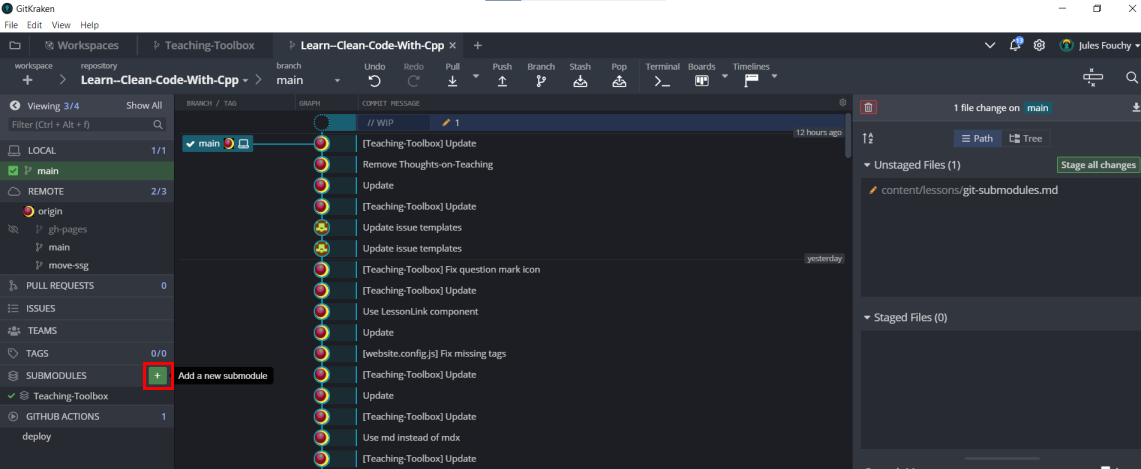 GitKraken
File Edit View Help
Workspaces Teaching-Toolbox Learn--Clean-Code-With-Cpp × + 
Jules Fouchy
workspace repository branch Undo Redo Pull Push Branch Stash Pop Terminal Boards Timelines
+ Learn--Clean-Code-With-Cpp main
Viewing 3/4 Show All
Filter (Ctrl + Alt + f)
LOCAL 1/1
main
REMOTE 2/3
origin
gh-pages
main
move-ssg
PULL REQUESTS 0
ISSUES
TEAMS
TAGS 0/0
SUBMODULES +
Add a new submodule
Teaching-Toolbox
GITHUB ACTIONS 1
deploy
BRANCH / TAG GRAPH COMMIT MESSAGE
// WIP 1
12 hours ago
main [Teaching-Toolbox] Update
Remove Thoughts-on-Teaching
Update
[Teaching-Toolbox] Update
Update issue templates
Update issue templates
yesterday
[Teaching-Toolbox] Fix question mark icon
[Teaching-Toolbox] Update
Use LessonLink component
Update
[website.config.js] Fix missing tags
[Teaching-Toolbox] Update
Update
[Teaching-Toolbox] Update
Use md instead of mdx
[Teaching-Toolbox] Update
1 file change on main
Path Tree
Unstaged Files (1) Stage all changes
content/lessons/git-submodules.md
Staged Files (0)